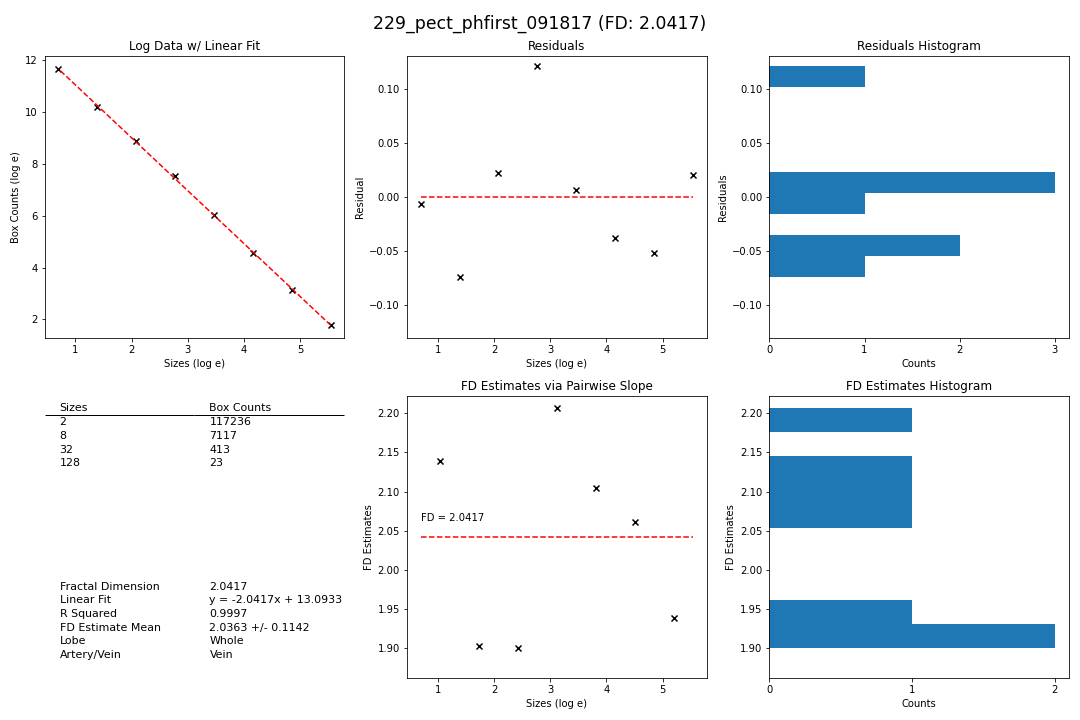 229_pect_phfirst_091817 (FD: 2.0417)
Log Data w/ Linear Fit
12
10
8
6
4
2
Box Counts (log e)
1 2 3 4 5
Sizes (log e)
Residuals
0.10
0.05
0.00
−0.05
−0.10
Residual
1 2 3 4 5
Sizes (log e)
Residuals Histogram
0.10
0.05
0.00
−0.05
−0.10
Residuals
0 1 2 3
Counts
Sizes Box Counts
2 117236
8 7117
32 413
128 23
Fractal Dimension 2.0417
Linear Fit y = -2.0417x + 13.0933
R Squared 0.9997
FD Estimate Mean 2.0363 +/- 0.1142
Lobe Whole
Artery/Vein Vein
FD Estimates via Pairwise Slope
2.20
2.15
2.10
2.05
2.00
1.95
1.90
FD Estimates
FD = 2.0417
1 2 3 4 5
Sizes (log e)
FD Estimates Histogram
2.20
2.15
2.10
2.05
2.00
1.95
1.90
FD Estimates
0 1 2
Counts